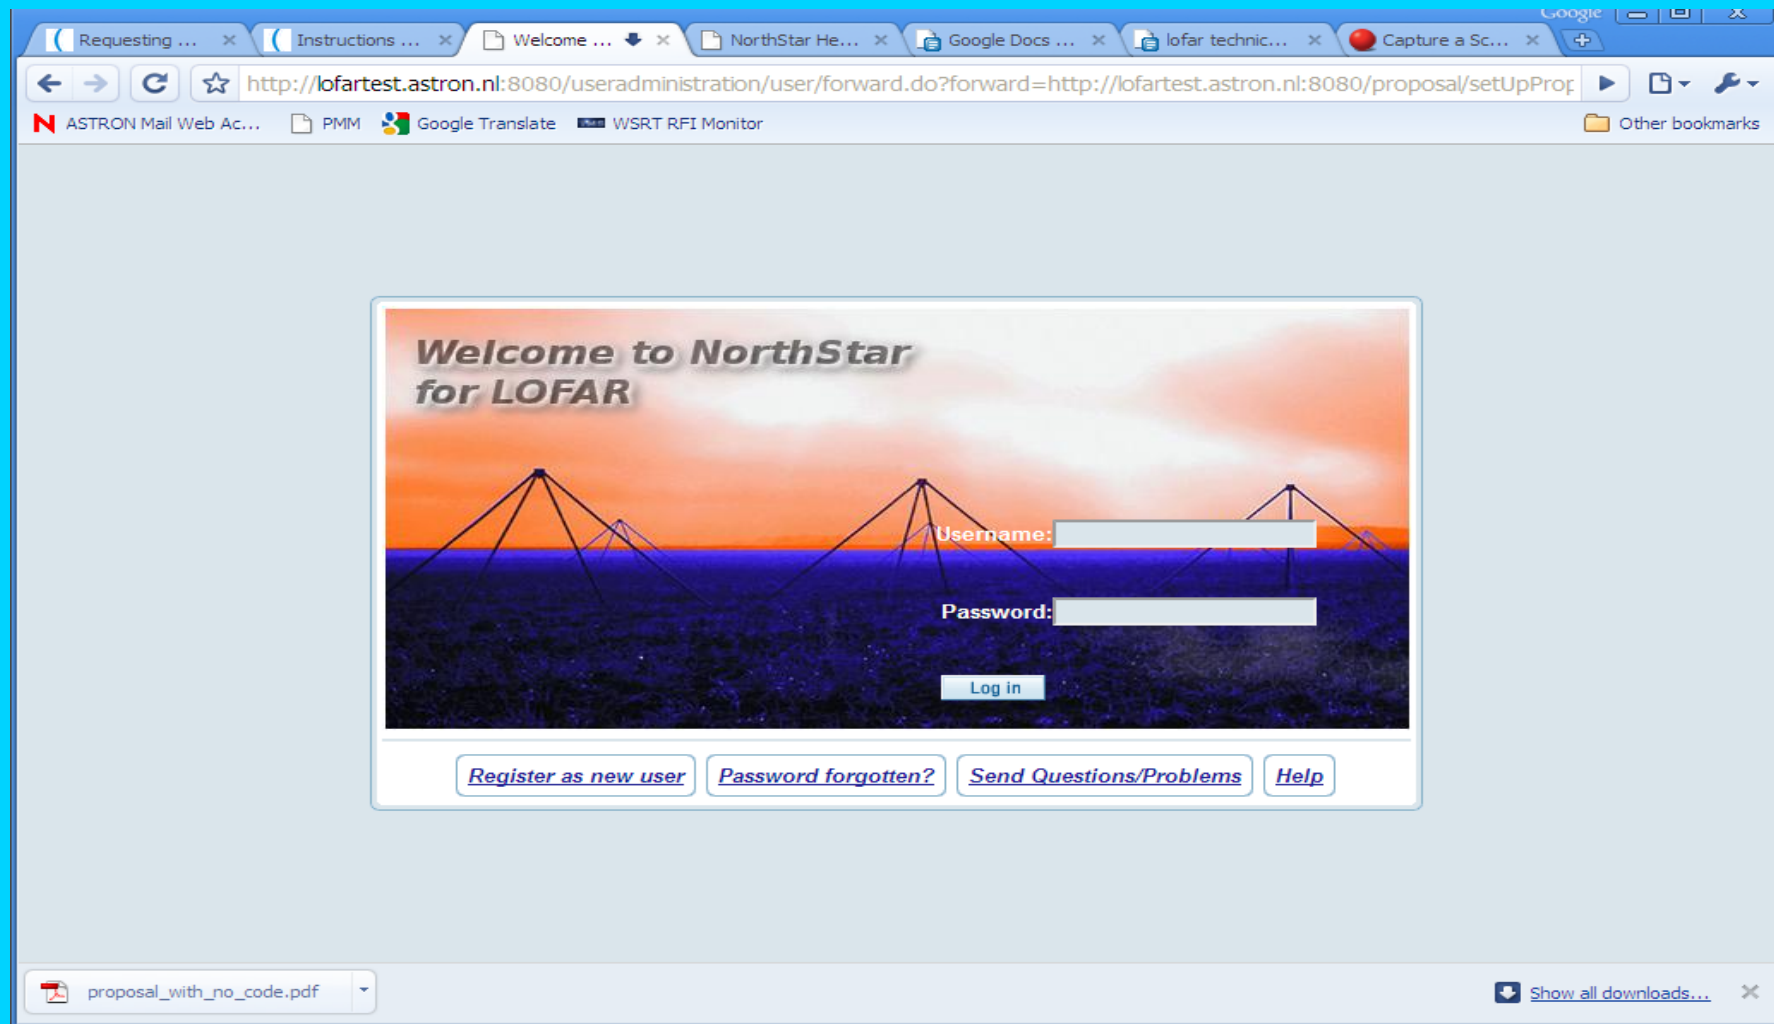 Google
Requesting ...
Instructions ...
Welcome ...
NorthStar He...
Google Docs ...
lofar technic...
Capture a Sc...
http://lofartest.astron.nl:8080/useradministration/user/forward.do?forward=http://lofartest.astron.nl:8080/proposal/setUpProp
ASTRON Mail Web Ac...
PMM
Google Translate
WSRT RFI Monitor
Other bookmarks
Welcome to NorthStar
for LOFAR
Username:
Password:
Log in
Register as new user
Password forgotten?
Send Questions/Problems
Help
proposal_with_no_code.pdf
Show all downloads...